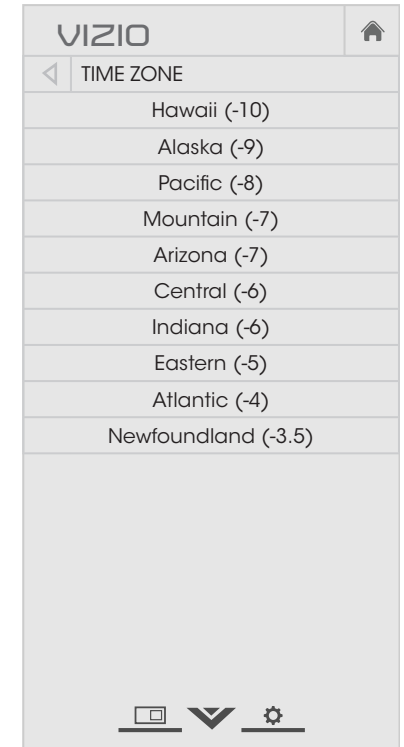 VIZIO
TIME ZONE
Hawaii (-10)
Alaska (-9)
Pacific (-8)
Mountain (-7)
Arizona (-7)
Central (-6)
Indiana (-6)
Eastern (-5)
Atlantic (-4)
Newfoundland (-3.5)